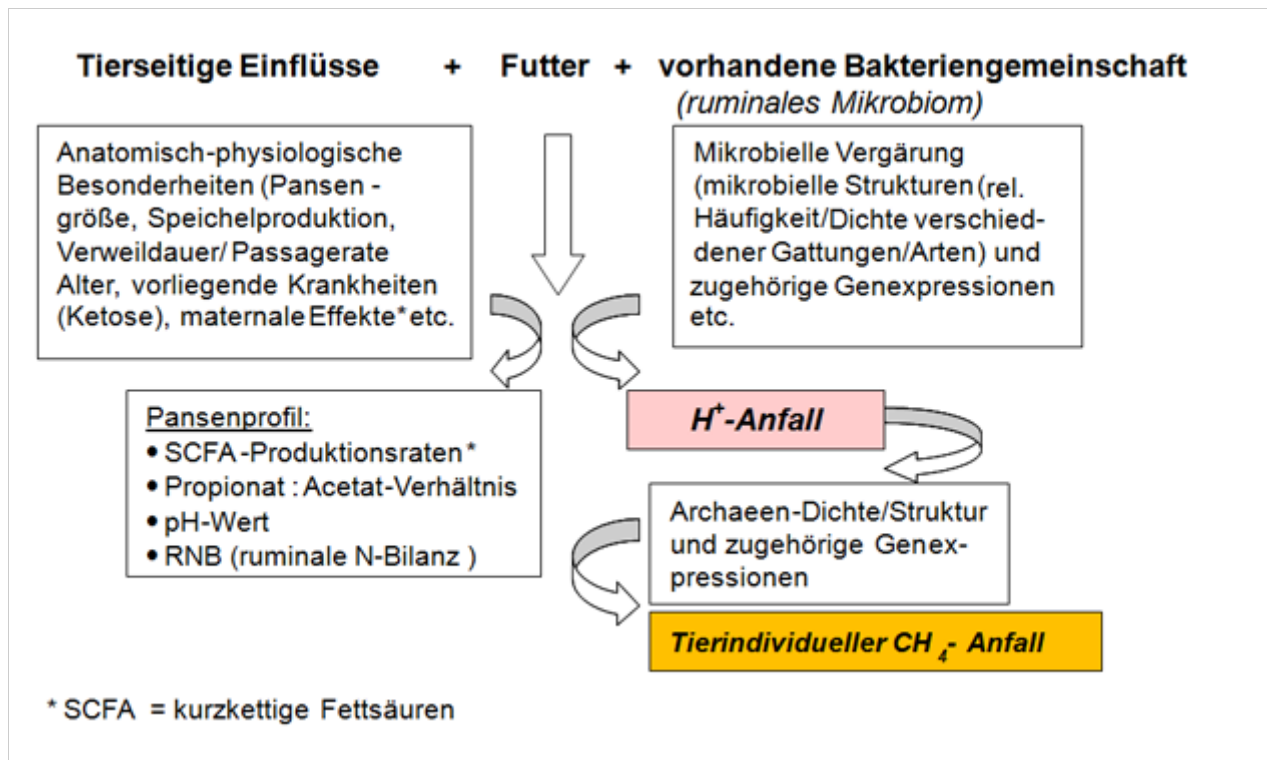 Tierseitige Einflüsse + Futter + vorhandene Bakteriengemeinschaft
(ruminales Mikrobiom)
Anatomisch-physiologische
Besonderheiten (Pansen -
größe, Speichelproduktion,
Verweildauer/ Passagerate
Alter, vorliegende Krankheiten
(Ketose), maternale Effekte* etc.
Mikrobielle Vergärung
(mikrobielle Strukturen (rel.
Häufigkeit/Dichte verschied-
dener Gattungen/Arten) und
zugehörige Genexpressionen
etc.
Pansenprofil:
• SCFA -Produktionsraten*
• Propionat : Acetat-Verhältnis
• pH-Wert
• RNB (ruminale N-Bilanz )
H⁺-Anfall
Archaeen-Dichte/Struktur
und zugehörige Genex-
pressionen
Tierindividueller CH₄- Anfall
* SCFA = kurzkettige Fettsäuren